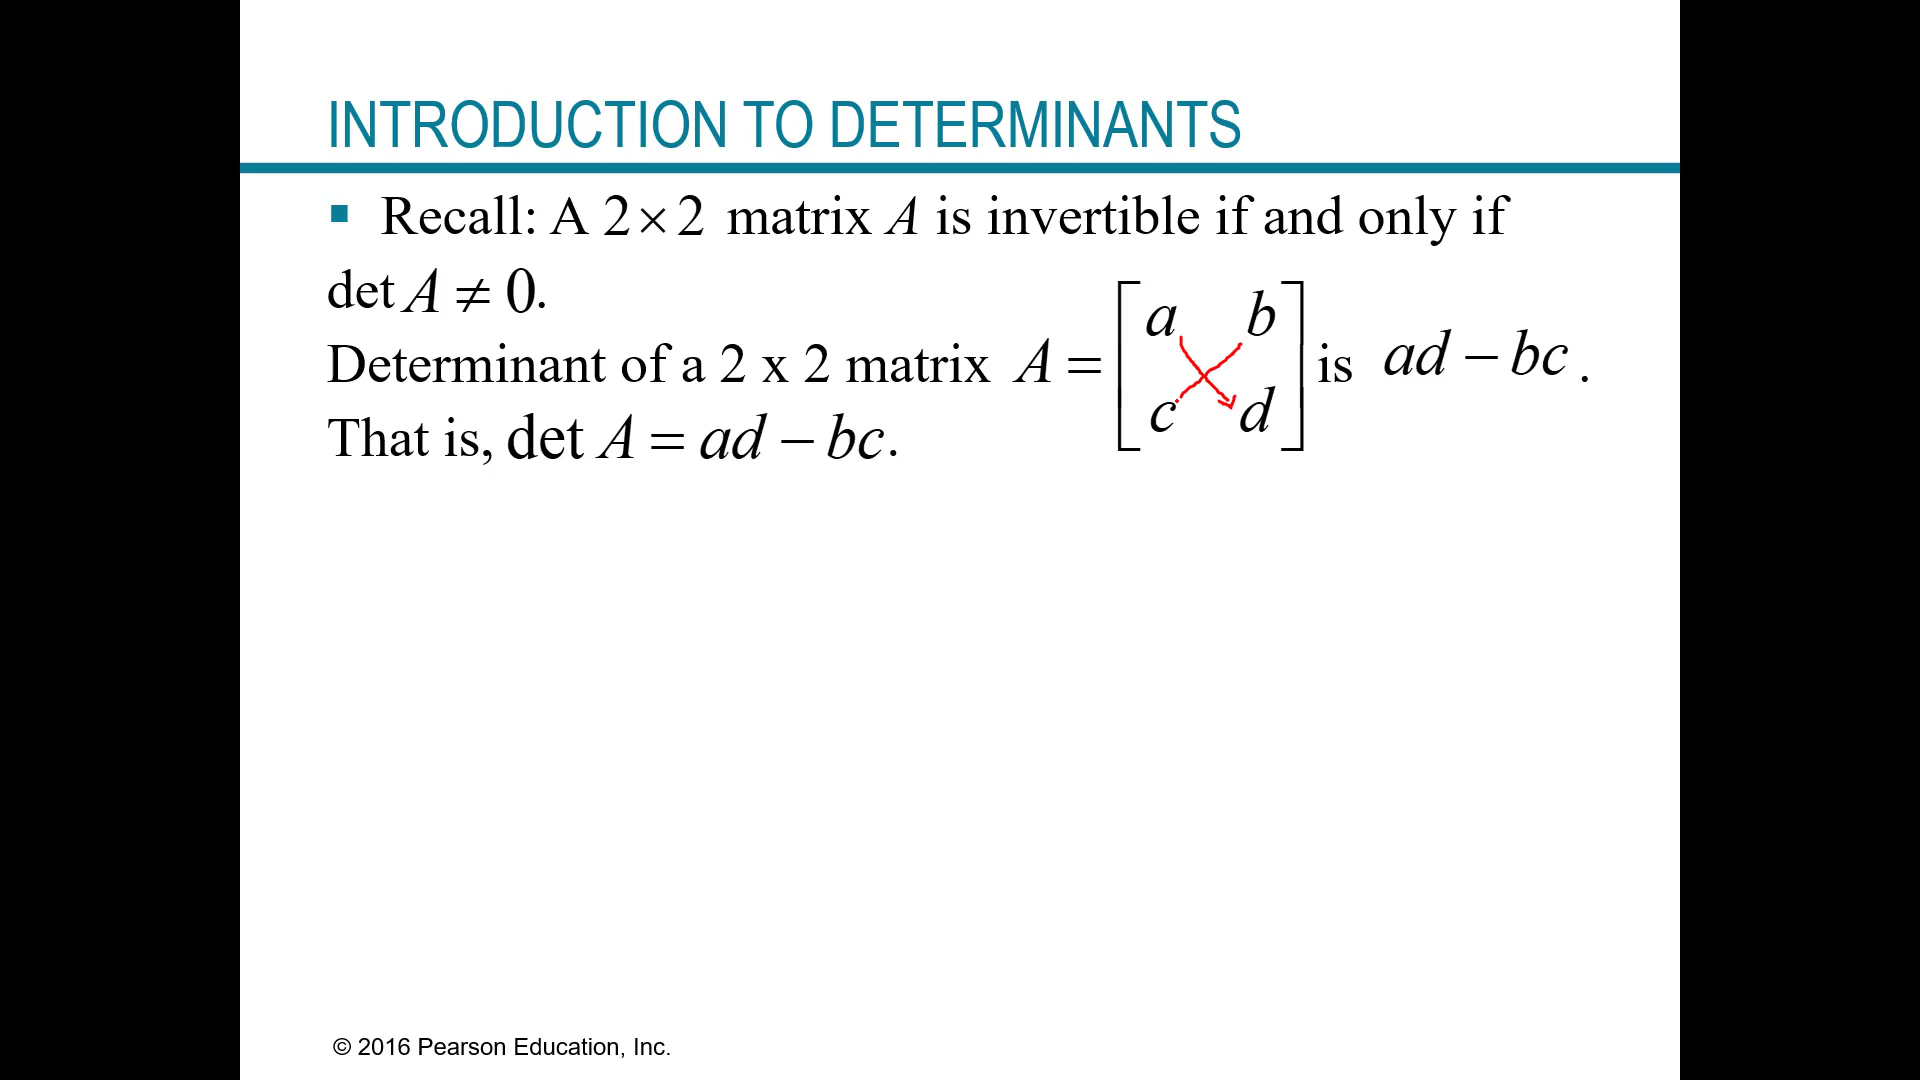 INTRODUCTION TO DETERMINANTS
▪ Recall: A 2×2 matrix A is invertible if and only if
det A ≠ 0.
Determinant of a 2 x 2 matrix A = [a b; c d] is ad − bc .
That is, det A = ad − bc.
© 2016 Pearson Education, Inc.